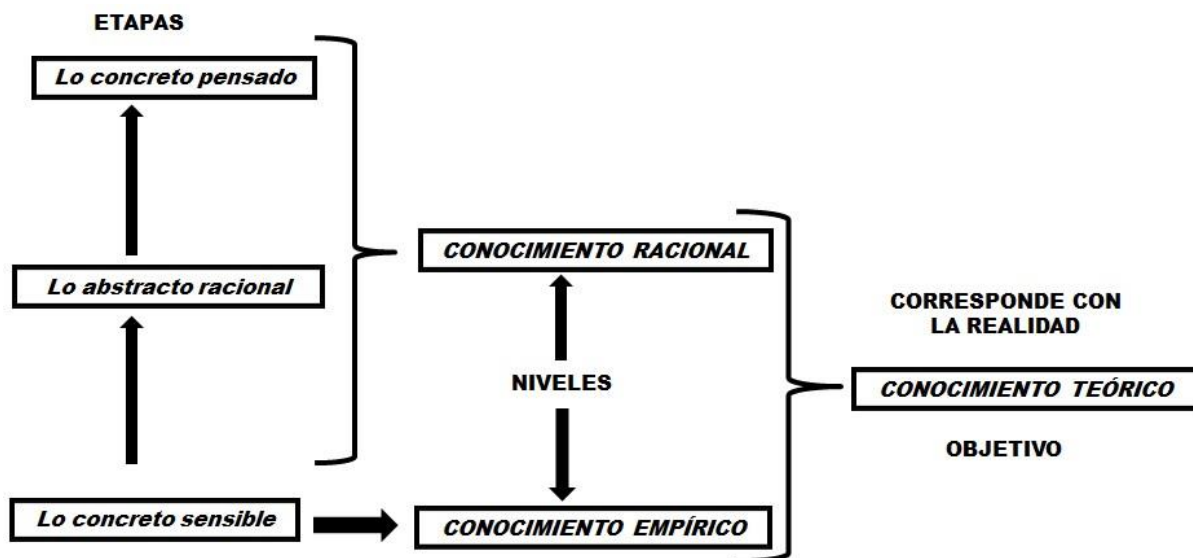 ETAPAS
Lo concreto pensado
Lo abstracto racional
Lo concreto sensible
CONOCIMIENTO RACIONAL
NIVELES
CONOCIMIENTO EMPÍRICO
CORRESPONDE CON
LA REALIDAD
CONOCIMIENTO TEÓRICO
OBJETIVO